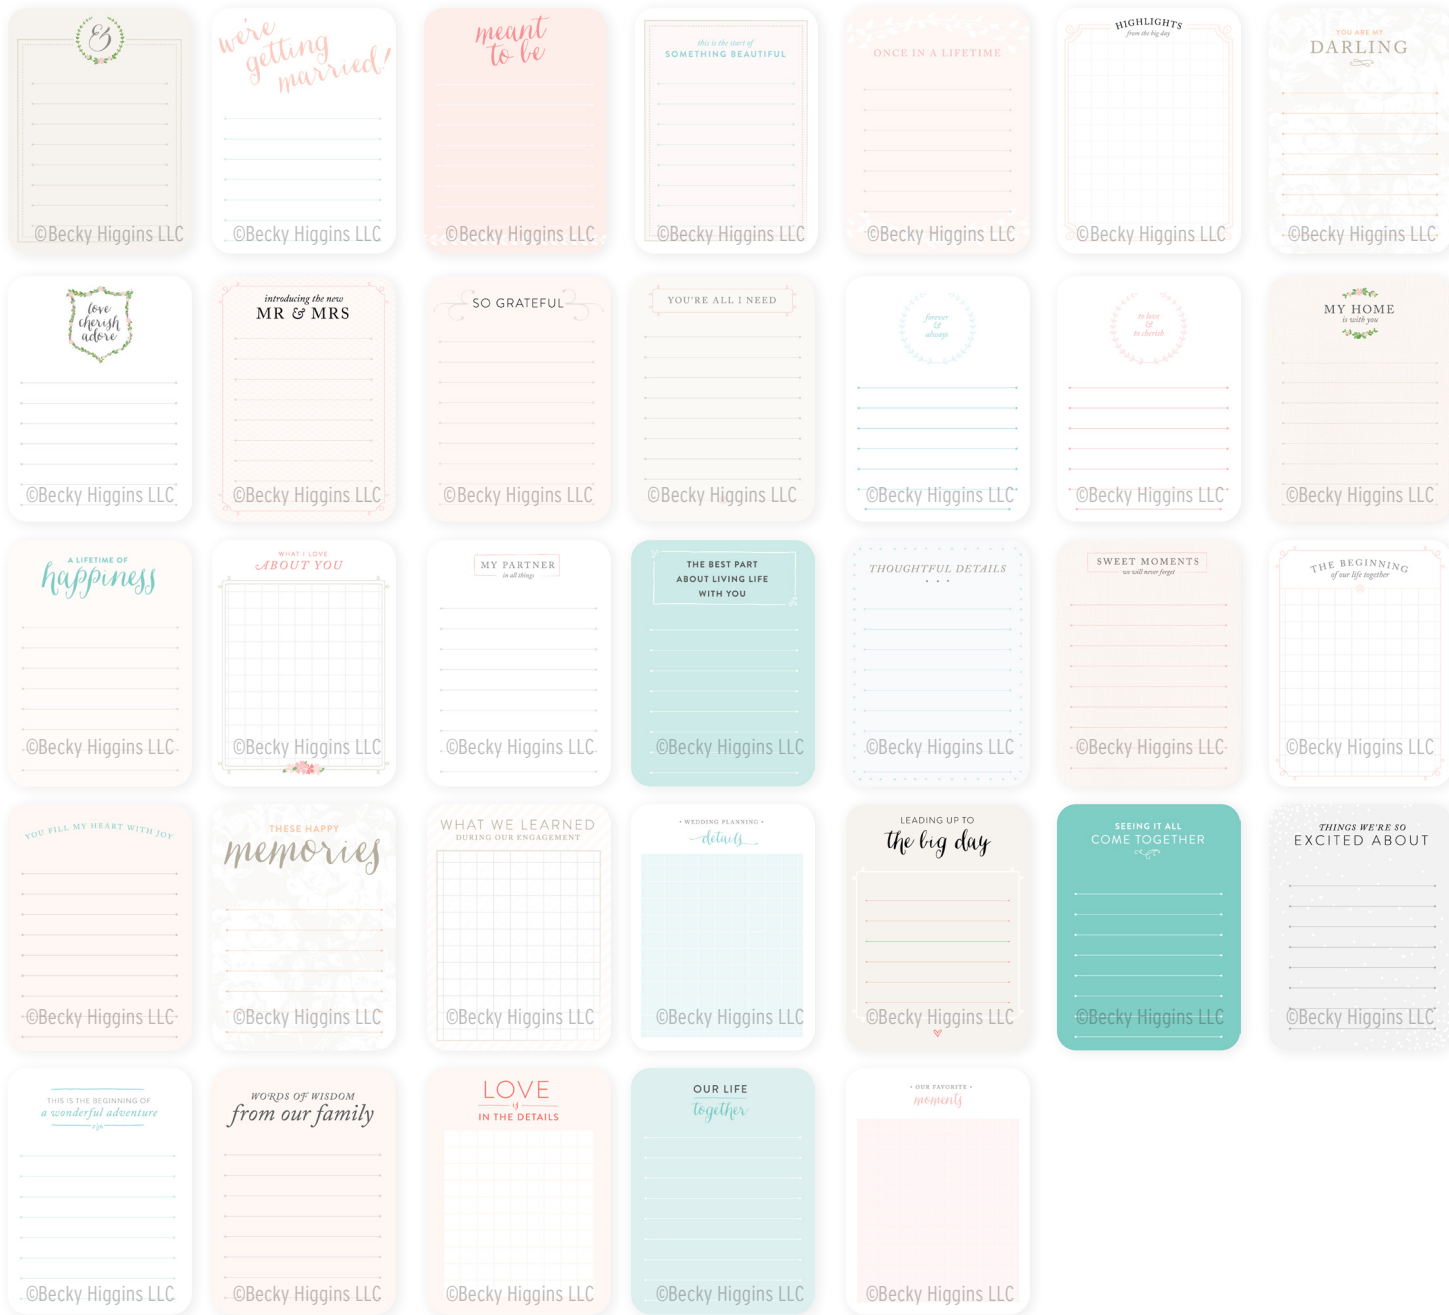 &
we're
getting
married!
meant
to be
this is the start of
SOMETHING BEAUTIFUL
ONCE IN A LIFETIME
HIGHLIGHTS
from the big day
YOU ARE MY
DARLING
©Becky Higgins LLC
©Becky Higgins LLC
©Becky Higgins LLC
©Becky Higgins LLC
©Becky Higgins LLC
©Becky Higgins LLC
©Becky Higgins LLC
love
cherish
adore
introducing the new
MR & MRS
SO GRATEFUL
YOU'RE ALL I NEED
forever
&
always
to love
&
to cherish
MY HOME
is with you
©Becky Higgins LLC
©Becky Higgins LLC
©Becky Higgins LLC
©Becky Higgins LLC
©Becky Higgins LLC
©Becky Higgins LLC
©Becky Higgins LLC
A LIFETIME OF
happiness
WHAT I LOVE
ABOUT YOU
MY PARTNER
in all things
THE BEST PART
ABOUT LIVING LIFE
WITH YOU
THOUGHTFUL DETAILS
SWEET MOMENTS
we will never forget
THE BEGINNING
of our life together
©Becky Higgins LLC
©Becky Higgins LLC
©Becky Higgins LLC
©Becky Higgins LLC
©Becky Higgins LLC
©Becky Higgins LLC
©Becky Higgins LLC
YOU FILL MY HEART WITH JOY
THESE HAPPY
memories
WHAT WE LEARNED
DURING OUR ENGAGEMENT
• WEDDING PLANNING •
details
LEADING UP TO
the big day
SEEING IT ALL
COME TOGETHER
THINGS WE'RE SO
EXCITED ABOUT
©Becky Higgins LLC
©Becky Higgins LLC
©Becky Higgins LLC
©Becky Higgins LLC
©Becky Higgins LLC
©Becky Higgins LLC
©Becky Higgins LLC
THIS IS THE BEGINNING OF
a wonderful adventure
WORDS OF WISDOM
from our family
LOVE
is
IN THE DETAILS
OUR LIFE
together
• OUR FAVORITE •
moments
©Becky Higgins LLC
©Becky Higgins LLC
©Becky Higgins LLC
©Becky Higgins LLC
©Becky Higgins LLC